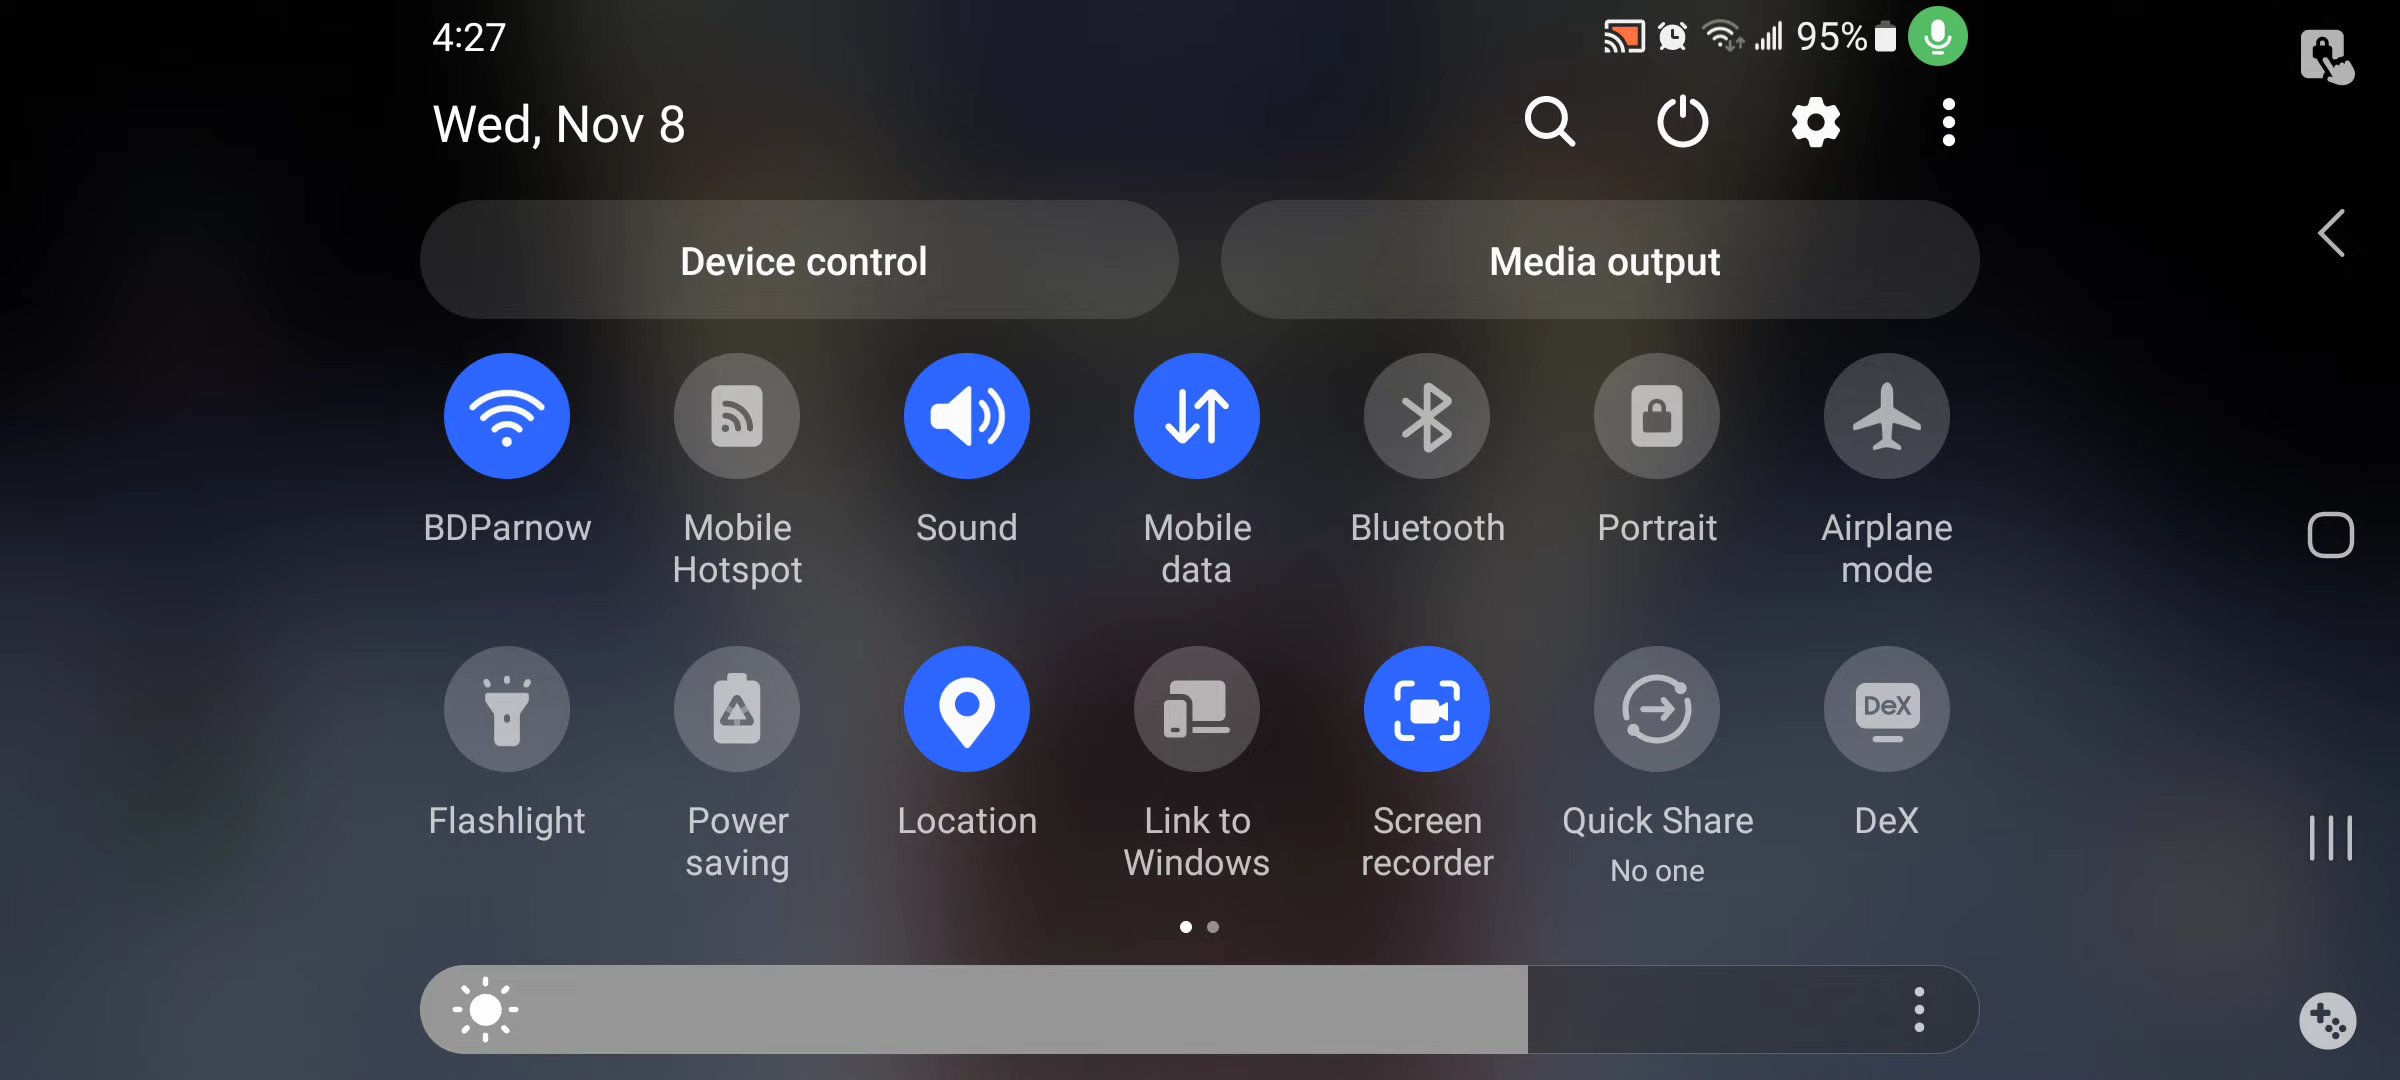 4:27
95%
Wed, Nov 8
Device control
Media output
BDParnow
Mobile
Hotspot
Sound
Mobile
data
Bluetooth
Portrait
Airplane
mode
Flashlight
Power
saving
Location
Link to
Windows
Screen
recorder
Quick Share
No one
DeX
DeX